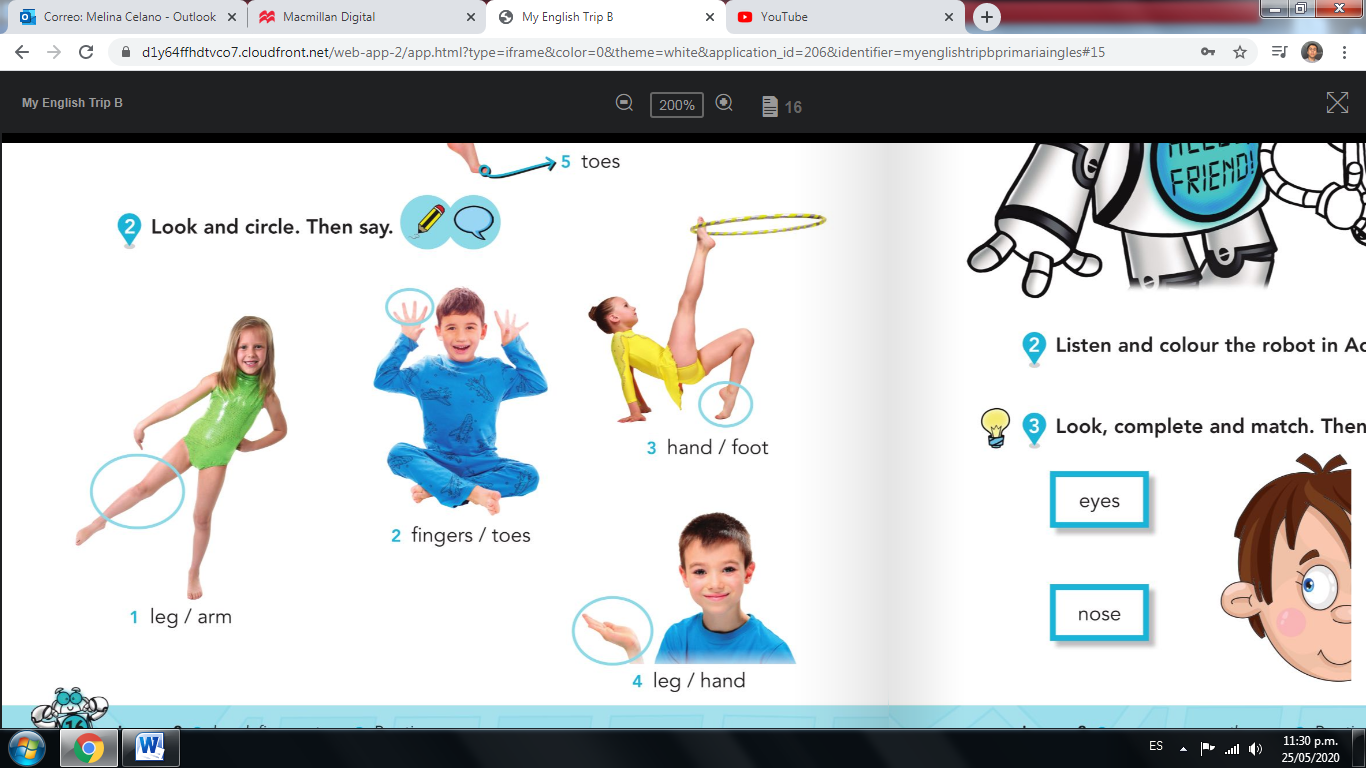 Correo: Melina Celano - Outlook
Macmillan Digital
My English Trip B
YouTube
d1y64ffhdtvco7.cloudfront.net/web-app-2/app.html?type=iframe&color=0&theme=white&application_id=206&identifier=myenglishtripbprimariaingles#15
My English Trip B
200%
16
5 toes
2 Look and circle. Then say.
1 leg / arm
2 fingers / toes
3 hand / foot
4 leg / hand
16
FRIEND!
2 Listen and colour the robot in Ac
3 Look, complete and match. Then
eyes
nose
ES
11:30 p.m.
25/05/2020